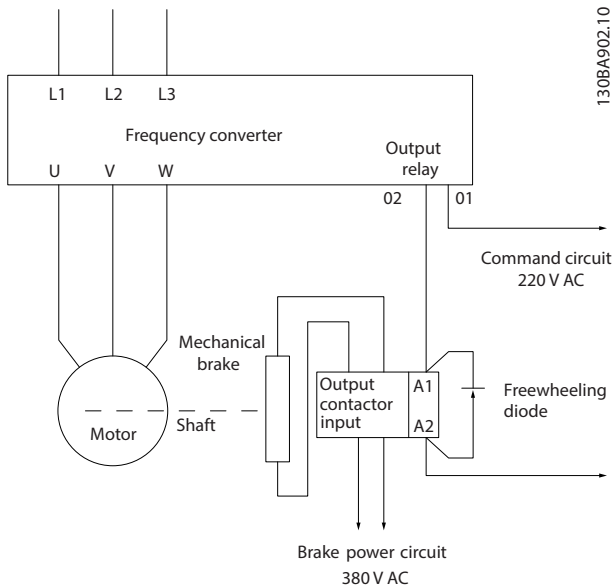 130BA902.10
L1 L2 L3
Frequency converter
Output
relay
U V W
02 01
Command circuit
220 V AC
Mechanical
brake
Output
contactor
input
A1
A2
Freewheeling
diode
Shaft
Motor
Brake power circuit
380 V AC